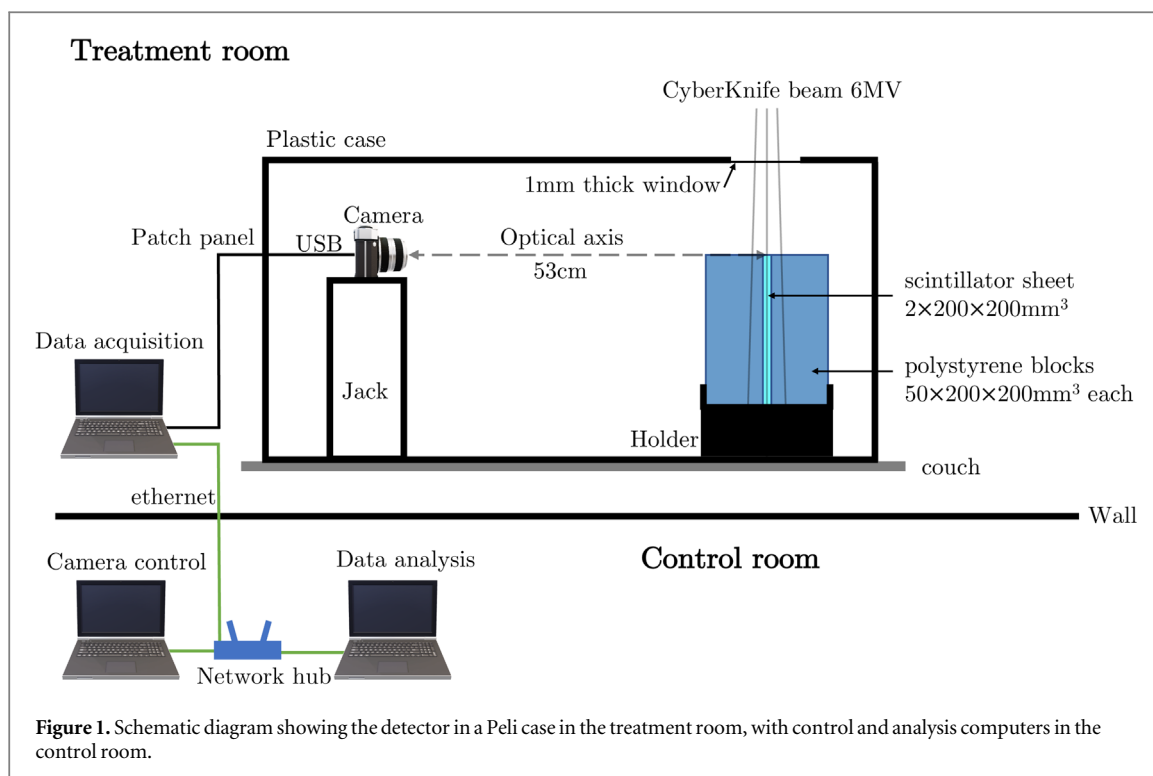 Treatment room
CyberKnife beam 6MV
Plastic case
1mm thick window
Camera
Patch panel
USB
Optical axis
53cm
scintillator sheet
2×200×200mm³
Data acquisition
polystyrene blocks
50×200×200mm³ each
Jack
Holder
couch
ethernet
Wall
Camera control
Data analysis
Control room
Network hub
Figure 1. Schematic diagram showing the detector in a Peli case in the treatment room, with control and analysis computers in the
control room.